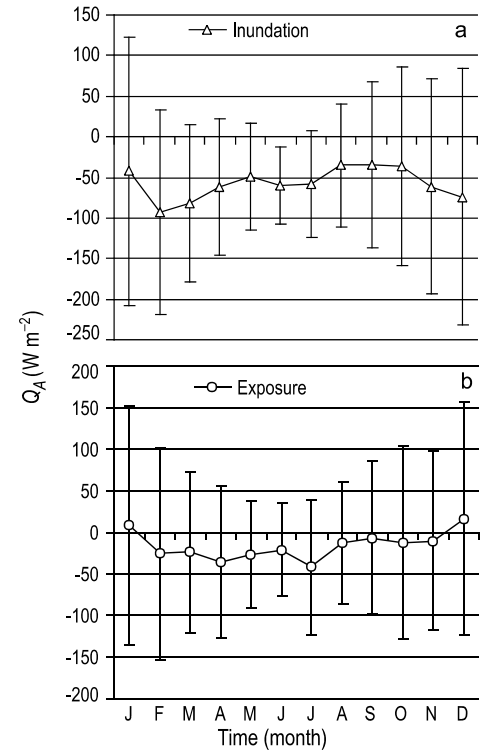 150
Inundation
a
100
50
0
-50
-100
-150
-200
-250
Q_A (W m⁻²)
200
Exposure
b
150
100
50
0
-50
-100
-150
-200
J F M A M J J A S O N D
Time (month)